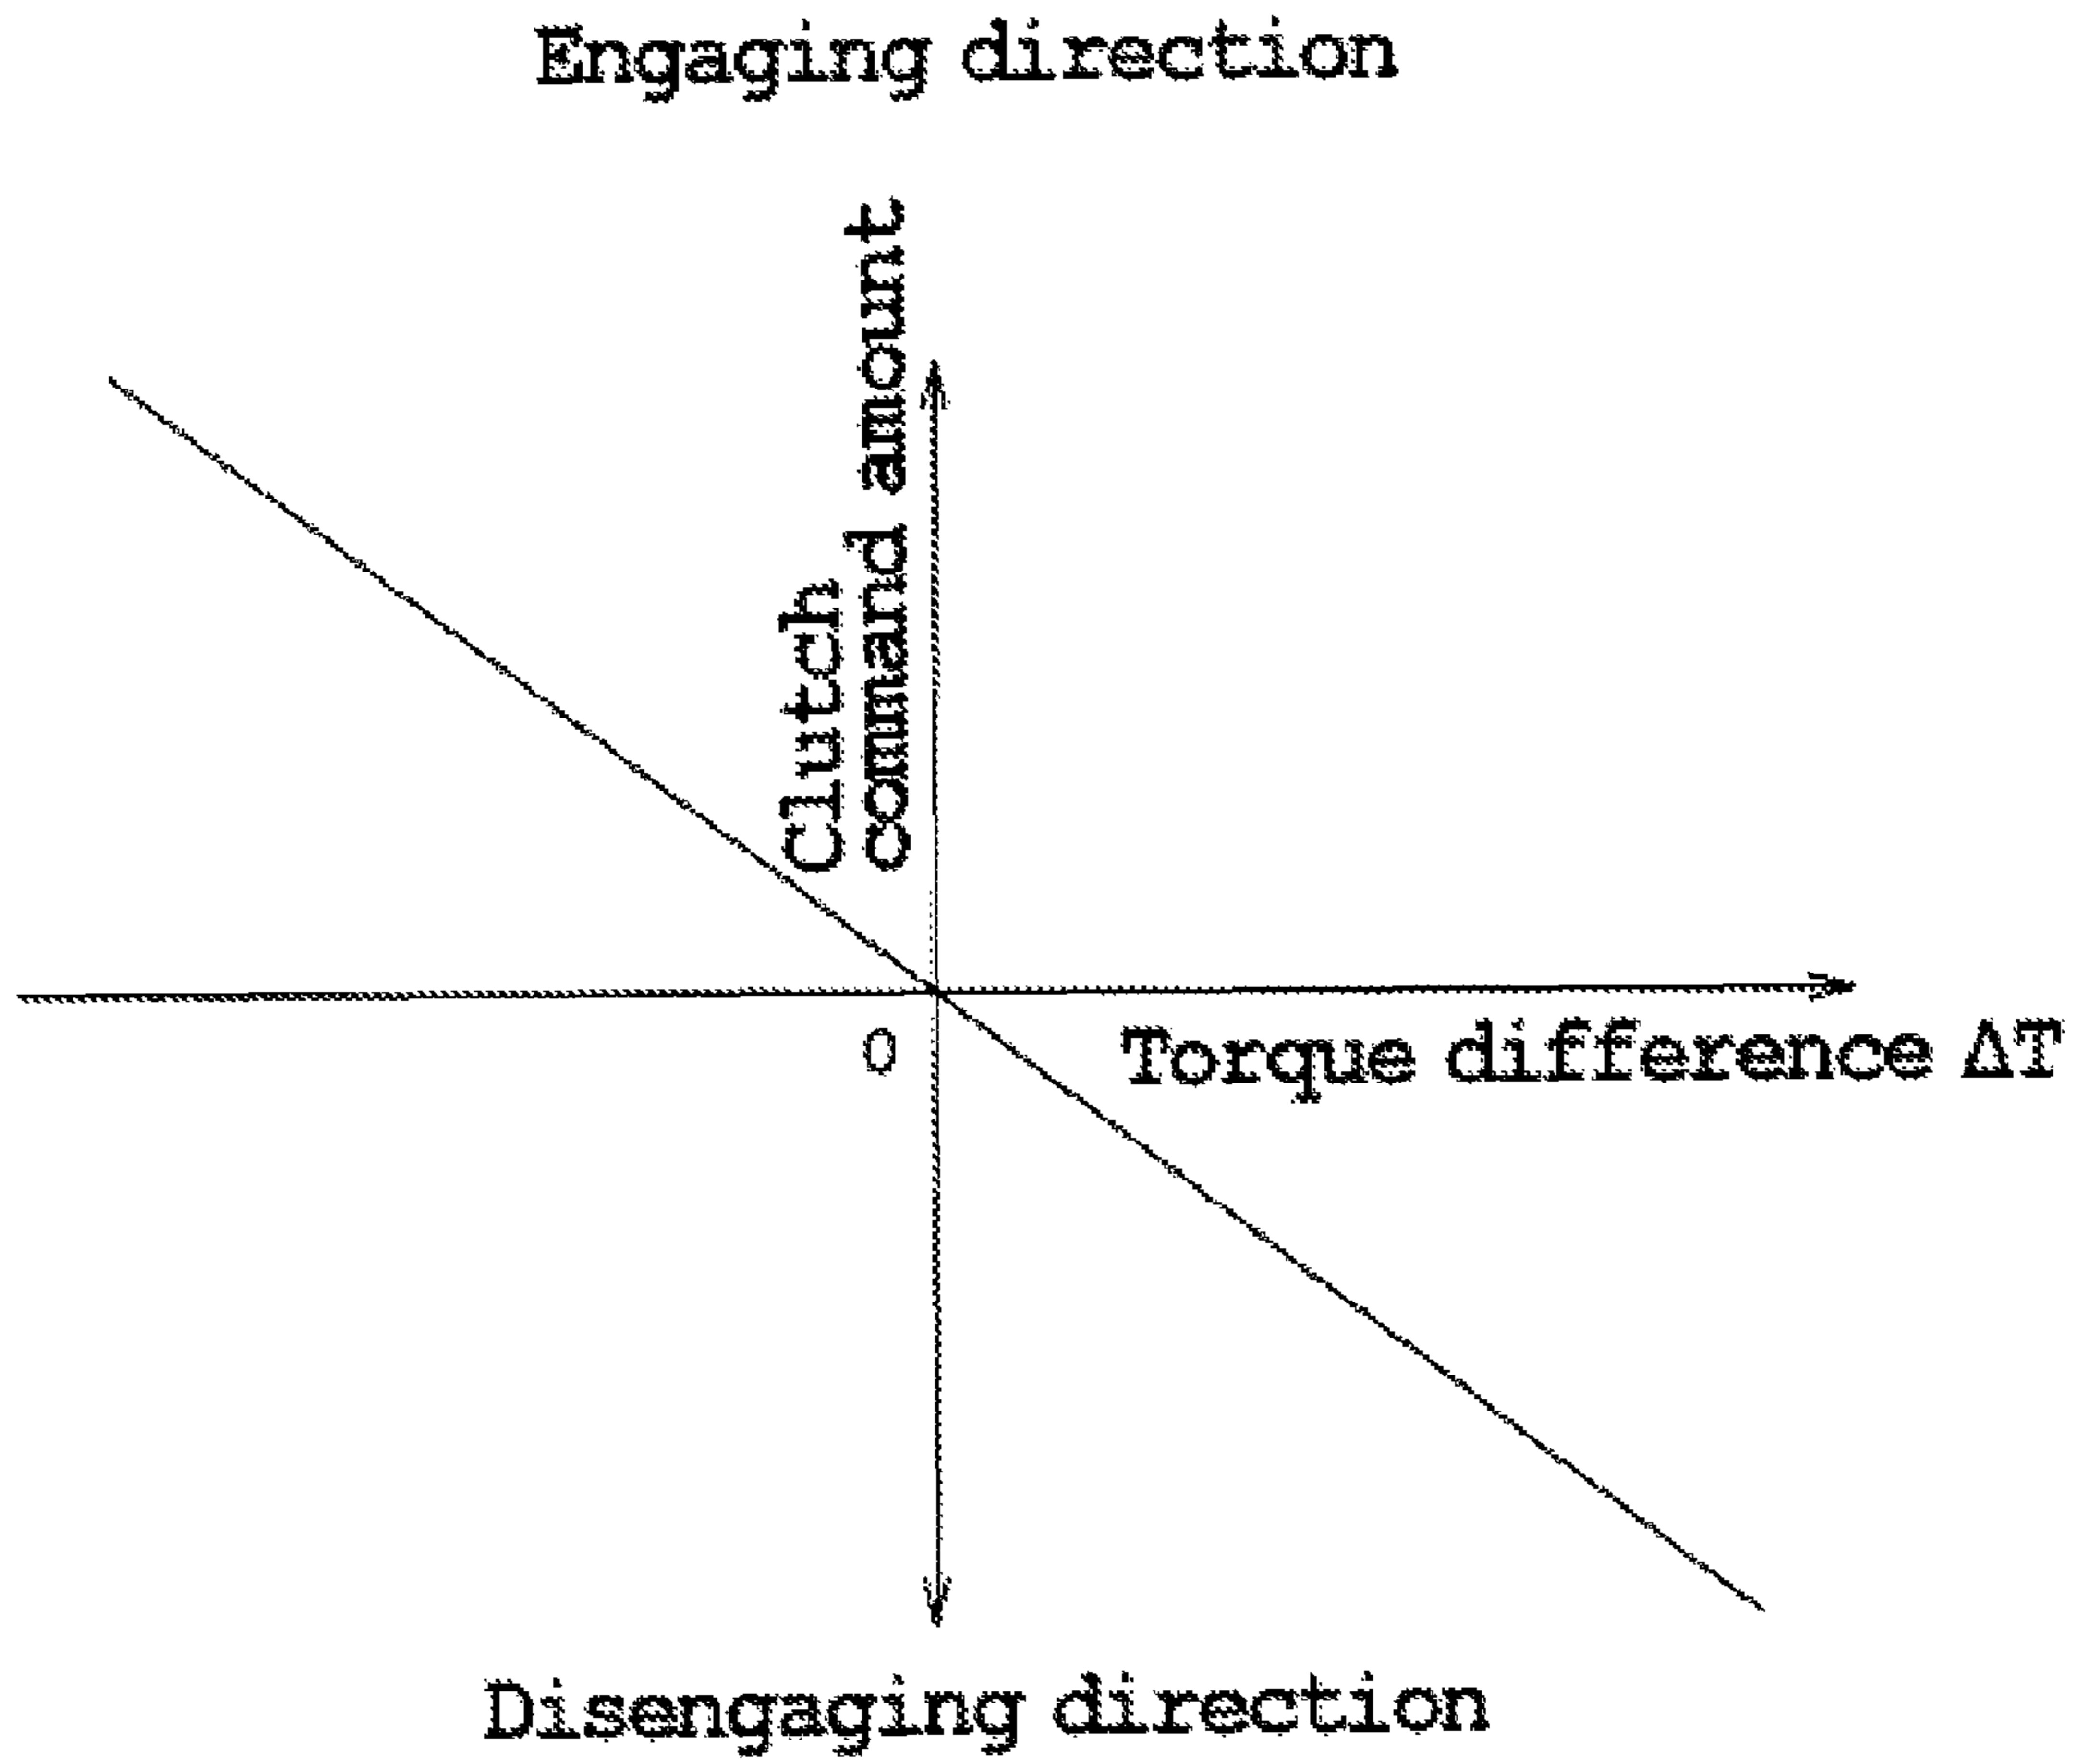 Engaging direction
Clutch
command amount
0
Torque difference ΔT
Disengaging direction